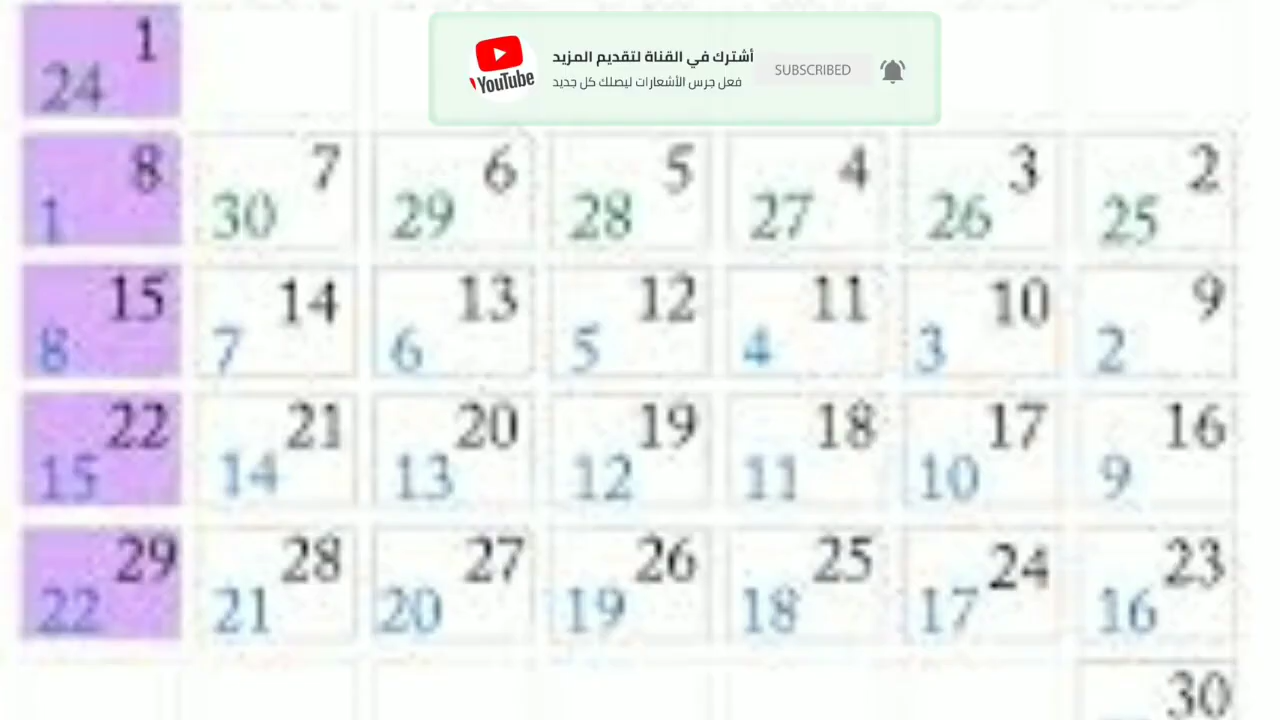 أشترك في القناة لتقديم المزيد
فعل جرس الأشعارات ليصلك كل جديد
YouTube
SUBSCRIBED
1
24
2 3 4 5 6 7 8
25 26 27 28 29 30 1
9 10 11 12 13 14 15
2 3 4 5 6 7 8
16 17 18 19 20 21 22
9 10 11 12 13 14 15
23 24 25 26 27 28 29
16 17 18 19 20 21 22
30